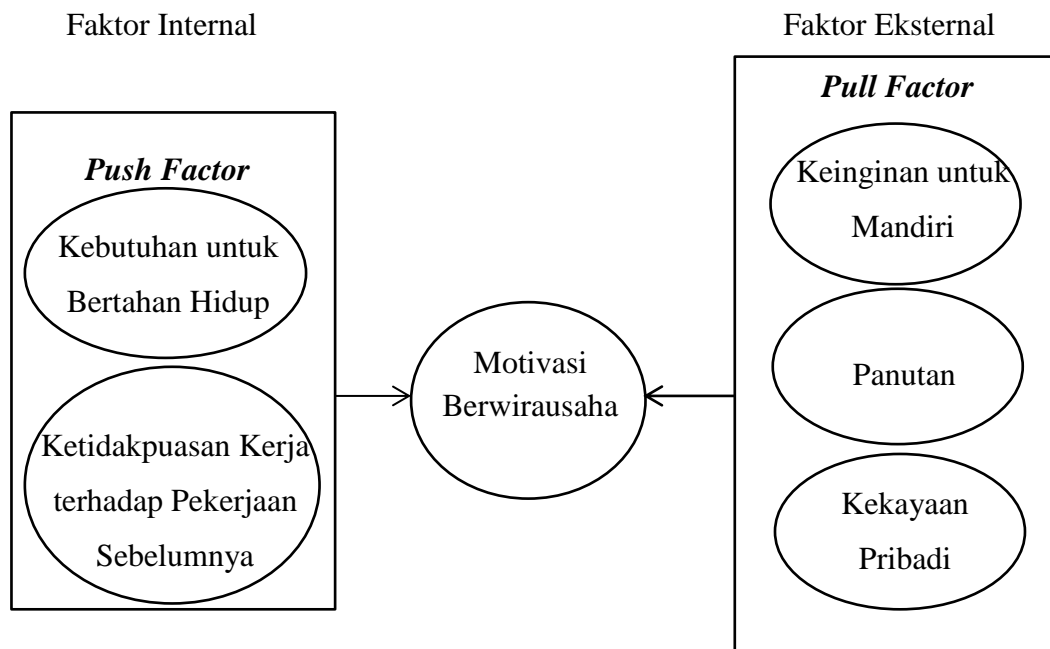 Faktor Internal
Faktor Eksternal
Push Factor
Kebutuhan untuk
Bertahan Hidup
Ketidakpuasan Kerja
terhadap Pekerjaan
Sebelumnya
Motivasi
Berwirausaha
Pull Factor
Keinginan untuk
Mandiri
Panutan
Kekayaan
Pribadi